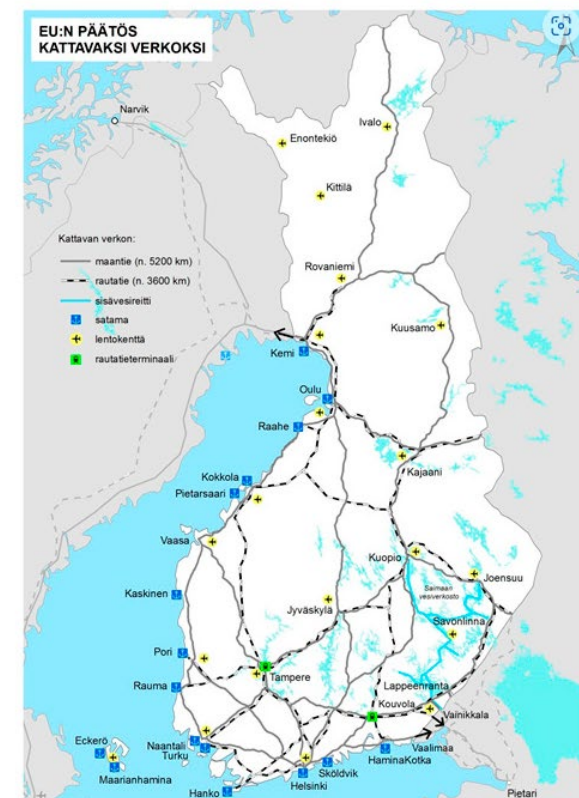 EU:N PÄÄTÖS
KATTAVAKSI VERKOKSI
Narvik
Ivalo
Enontekiö
Kittilä
Kattavan verkon:
maantie (n. 5200 km)
rautatie (n. 3600 km)
sisävesireitti
satama
lentokenttä
rautatieterminaali
Rovaniemi
Kuusamo
Kemi
Oulu
Raahe
Kajaani
Kokkola
Pietarsaari
Vaasa
Kuopio
Joensuu
Saimaan
vesiverkosto
Kaskinen
Jyväskylä
Savonlinna
Pori
Tampere
Rauma
Lappeenranta
Kouvola
Vainikkala
Naantali
Turku
Vaalimaa
HaminaKotka
Eckerö
Maarianhamina
Sköldvik
Helsinki
Hanko
Pietari